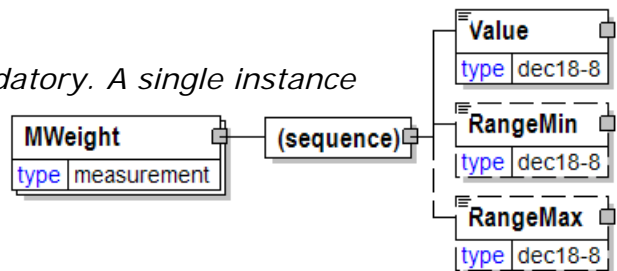 Value
type dec18-8
datory. A single instance
MWeight
type measurement
(sequence)
RangeMin
type dec18-8
RangeMax
type dec18-8